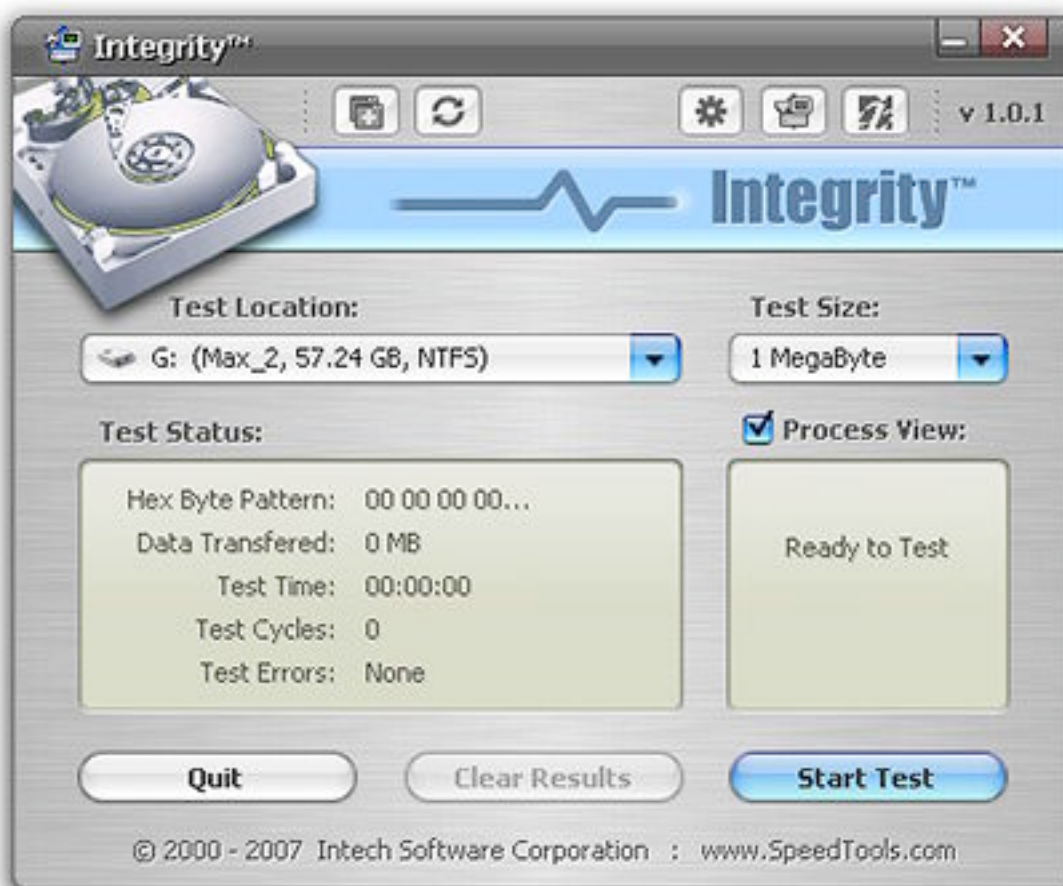 Integrity™
v 1.0.1
Integrity™
Test Location:
Test Size:
G: (Max_2, 57.24 GB, NTFS)
1 MegaByte
Test Status:
Process View:
Hex Byte Pattern: 00 00 00 00...
Data Transfered: 0 MB
Test Time: 00:00:00
Test Cycles: 0
Test Errors: None
Ready to Test
Quit
Clear Results
Start Test
© 2000 - 2007 Intech Software Corporation : www.SpeedTools.com